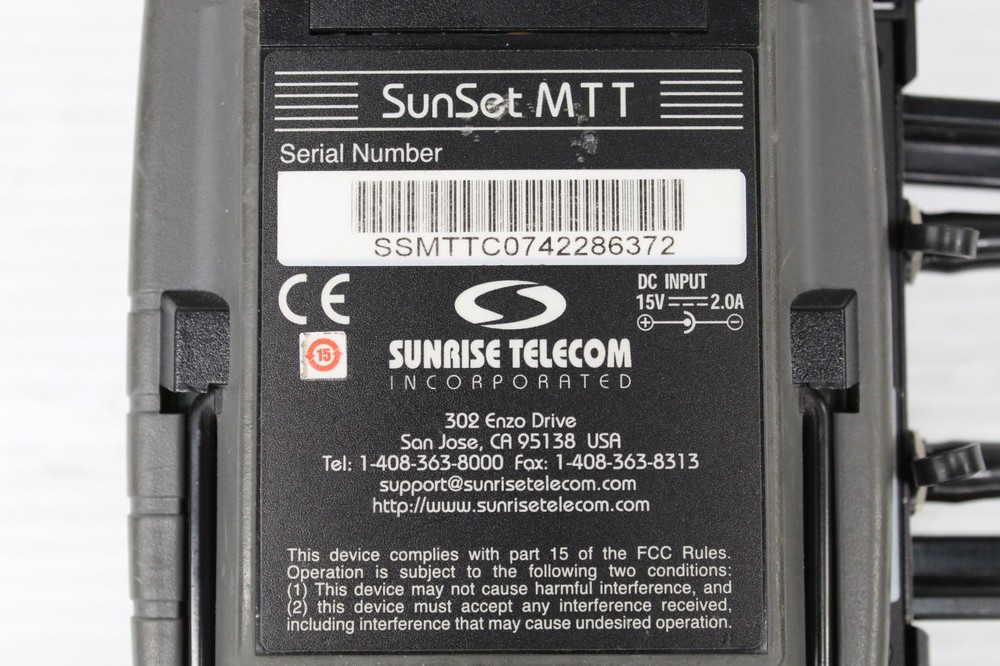 SunSet MTT
Serial Number
SSMTTC0742286372
CE
DC INPUT
15V 2.0A
15
SUNRISE TELECOM
INCORPORATED
302 Enzo Drive
San Jose, CA 95138 USA
Tel: 1-408-363-8000 Fax: 1-408-363-8313
support@sunrisetelecom.com
http://www.sunrisetelecom.com
This device complies with part 15 of the FCC Rules.
Operation is subject to the following two conditions:
(1) This device may not cause harmful interference, and
(2) this device must accept any interference received,
including interference that may cause undesired operation.